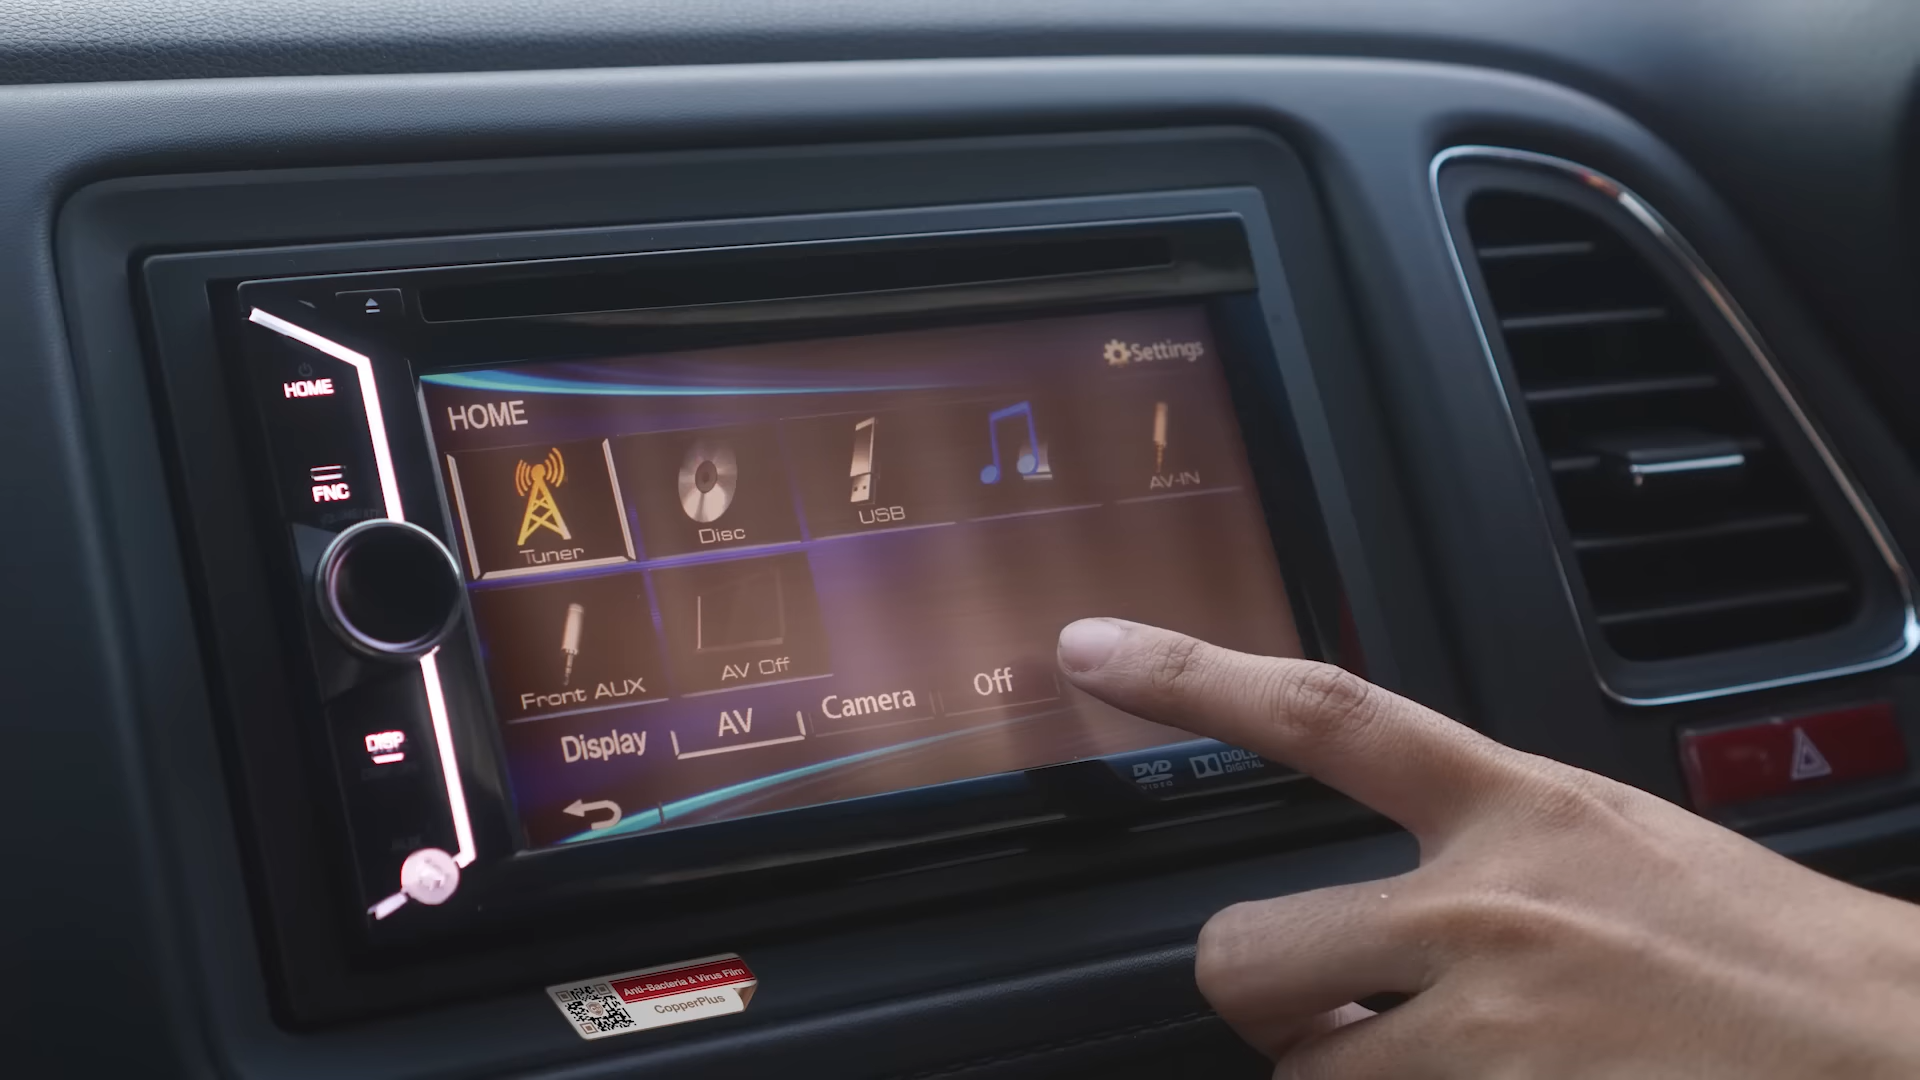 HOME
FNC
DISP
Settings
HOME
Tuner
Disc
USB
AV-IN
Front AUX
AV Off
Display
AV
Camera
Off
DVD
VIDEO
DOLBY
DIGITAL
Anti-Bacteria & Virus Film
CopperPlus